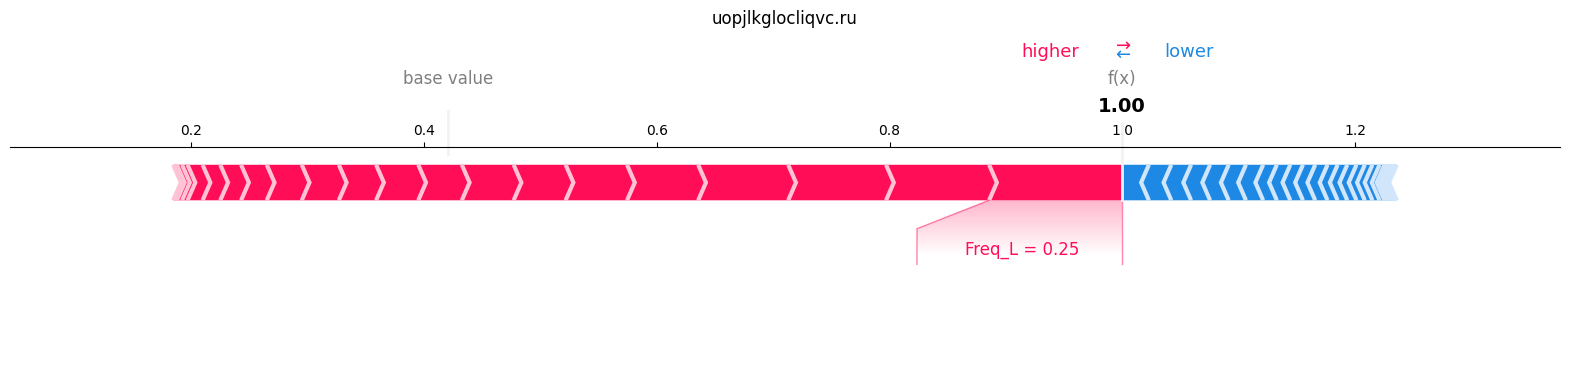 uopjlkglocliqvc.ru
higher → ← lower
base value f(x)
1.00
0.2 0.4 0.6 0.8 1 0 1.2
Freq_L = 0.25